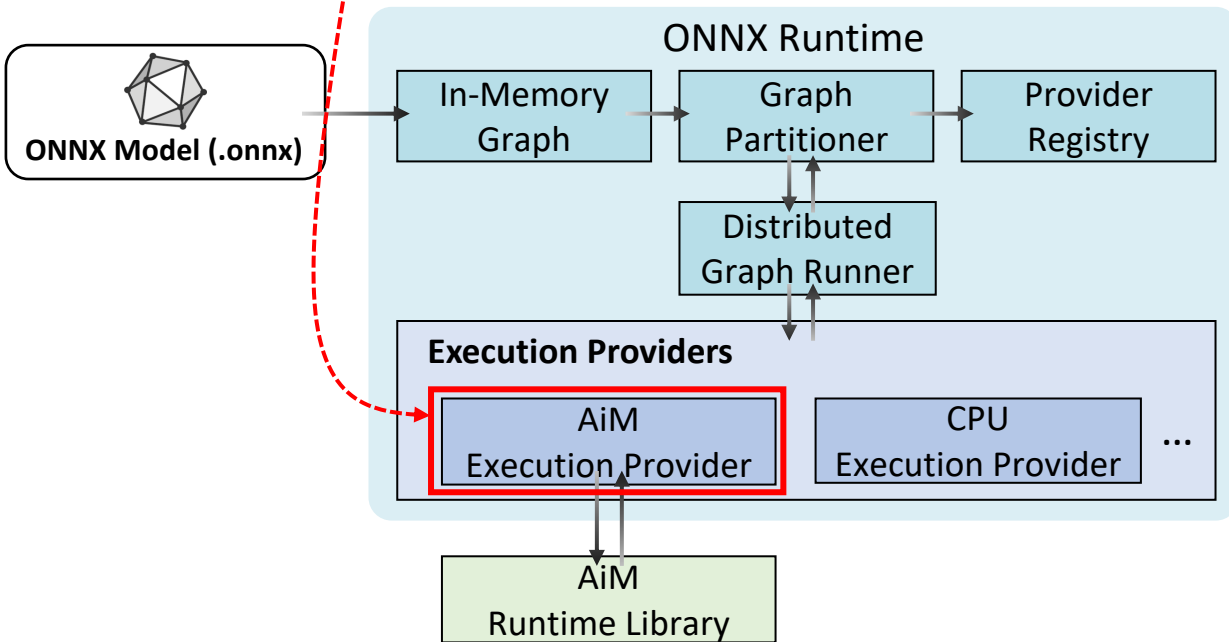 ONNX Runtime
ONNX Model (.onnx)
In-Memory
Graph
Graph
Partitioner
Provider
Registry
Distributed
Graph Runner
Execution Providers
AiM
Execution Provider
CPU
Execution Provider
...
AiM
Runtime Library